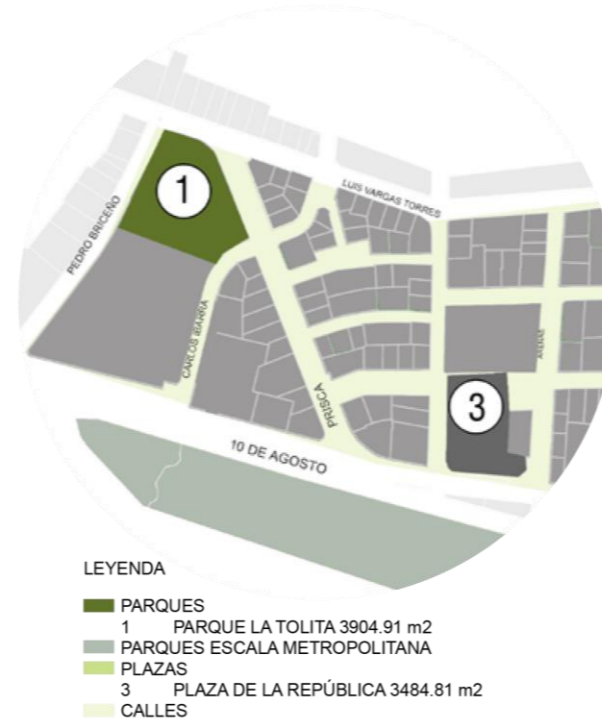 1
LUIS VARGAS TORRES
PEDRO BRICEÑO
CARLOS IBARRA
PRISCA
3
10 DE AGOSTO
LEYENDA
PARQUES
1 PARQUE LA TOLITA 3904.91 m2
PARQUES ESCALA METROPOLITANA
PLAZAS
3 PLAZA DE LA REPÚBLICA 3484.81 m2
CALLES